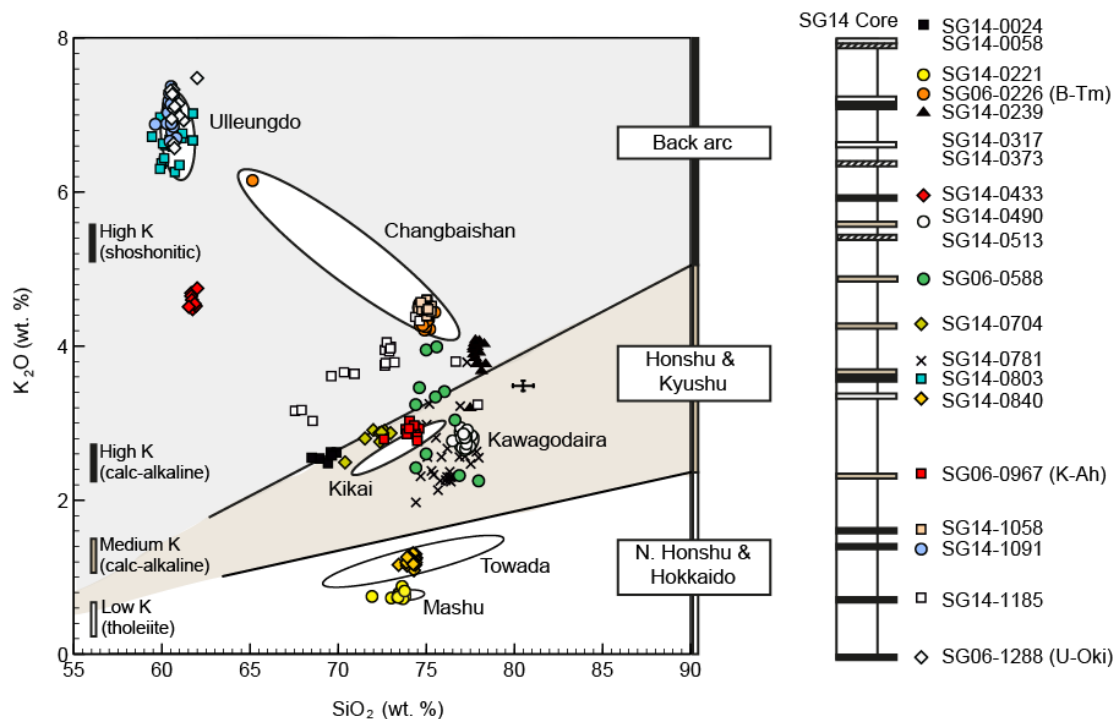 8
6
4
2
0
K2O (wt. %)
55
60
65
70
75
80
85
90
SiO2 (wt. %)
Ulleungdo
Changbaishan
Kawagodaira
Kikai
Towada
Mashu
High K
(shoshonitic)
High K
(calc-alkaline)
Medium K
(calc-alkaline)
Low K
(tholeiite)
Back arc
Honshu &
Kyushu
N. Honshu &
Hokkaido
SG14 Core
SG14-0024
SG14-0058
SG14-0221
SG06-0226 (B-Tm)
SG14-0239
SG14-0317
SG14-0373
SG14-0433
SG14-0490
SG14-0513
SG06-0588
SG14-0704
SG14-0781
SG14-0803
SG14-0840
SG06-0967 (K-Ah)
SG14-1058
SG14-1091
SG14-1185
SG06-1288 (U-Oki)